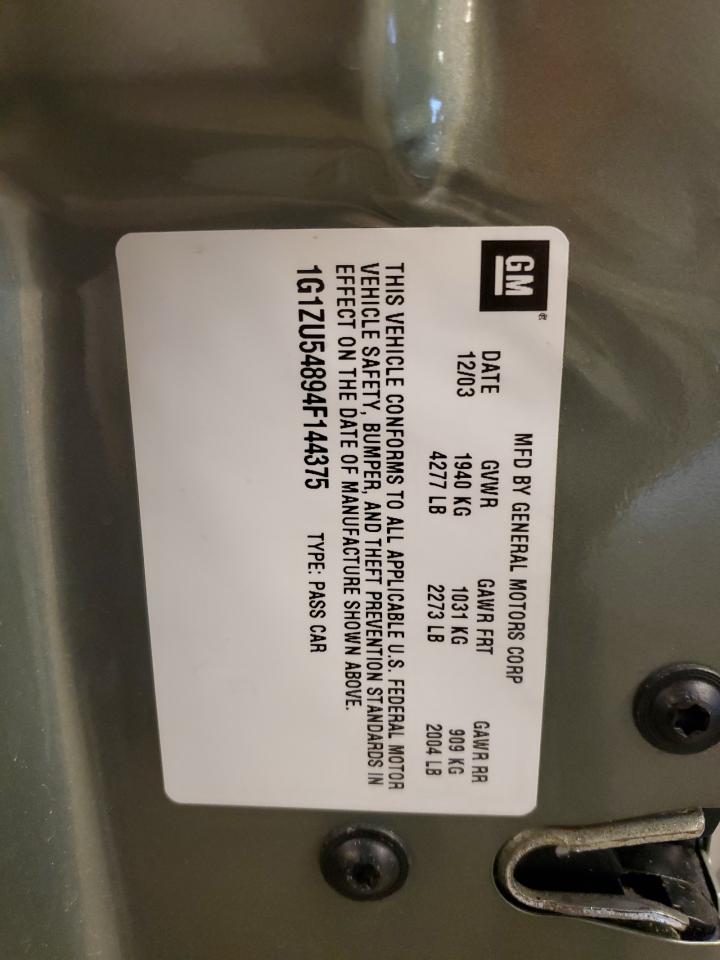 GM
MFD BY GENERAL MOTORS CORP
DATE GVWR GAWR FRT GAWR RR
12/03 1940 KG 1031 KG 909 KG
4277 LB 2273 LB 2004 LB
THIS VEHICLE CONFORMS TO ALL APPLICABLE U.S. FEDERAL MOTOR
VEHICLE SAFETY, BUMPER, AND THEFT PREVENTION STANDARDS IN
EFFECT ON THE DATE OF MANUFACTURE SHOWN ABOVE.
1G1ZU54894F144375 TYPE: PASS CAR